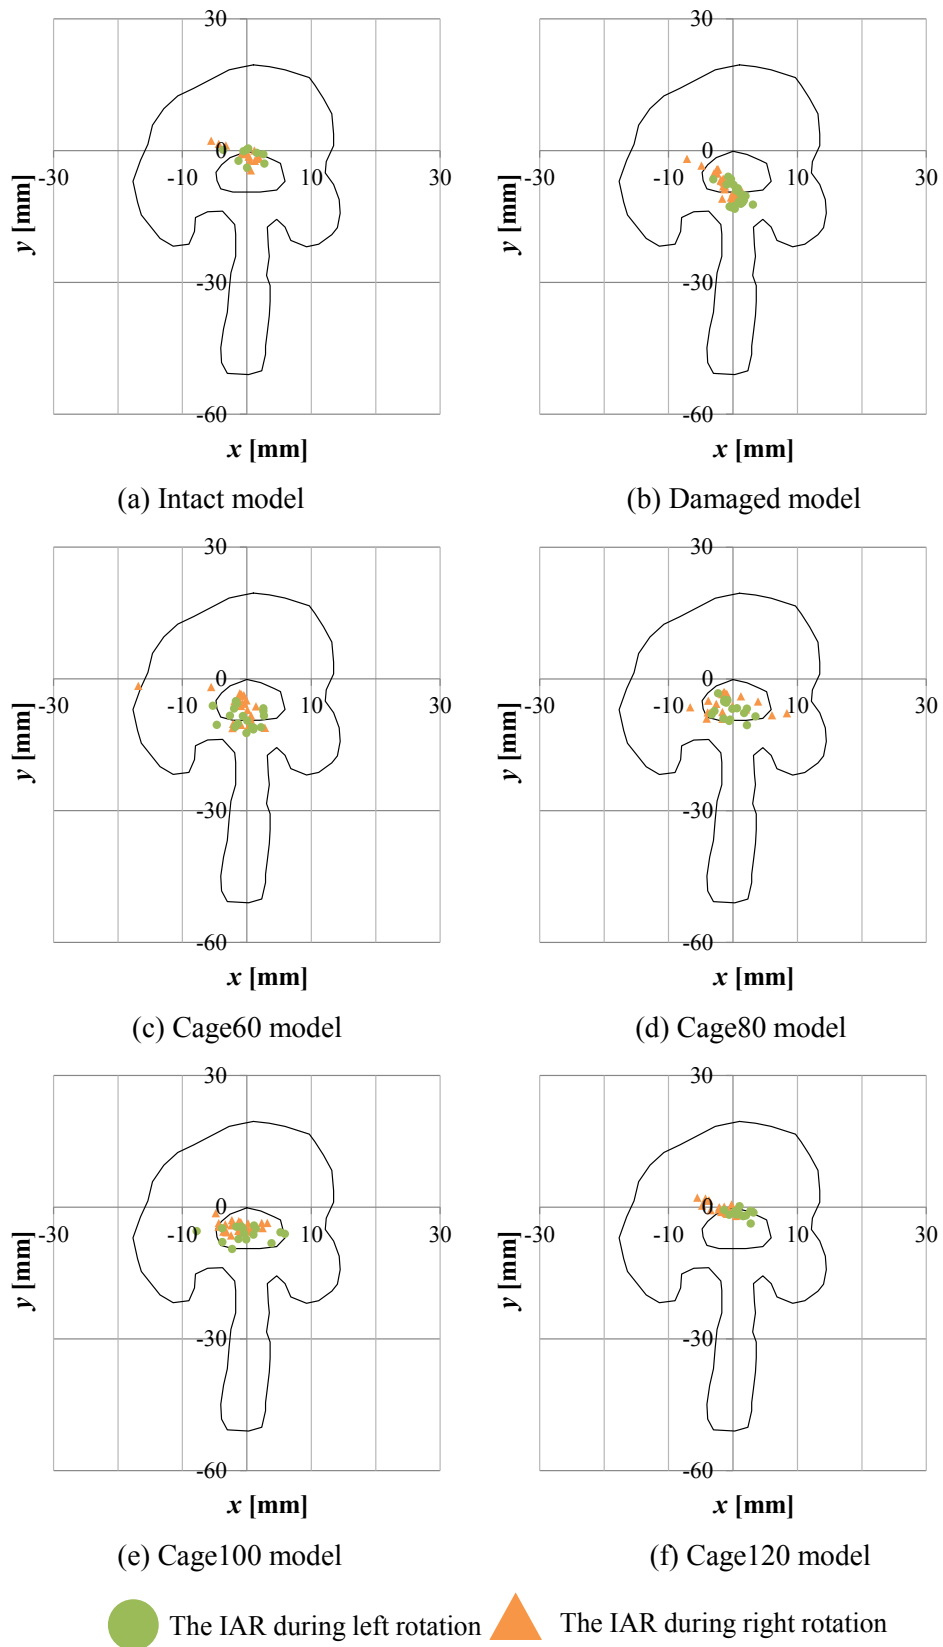 30 30
0 0
-30 -10 10 30 -30 -10 10 30
y [mm] y [mm]
-30 -30
-60 -60
x [mm] x [mm]
(a) Intact model (b) Damaged model
30 30
0 0
-30 -10 10 30 -30 -10 10 30
y [mm] y [mm]
-30 -30
-60 -60
x [mm] x [mm]
(c) Cage60 model (d) Cage80 model
30 30
0 0
-30 -10 10 30 -30 -10 10 30
y [mm] y [mm]
-30 -30
-60 -60
x [mm] x [mm]
(e) Cage100 model (f) Cage120 model
The IAR during left rotation The IAR during right rotation